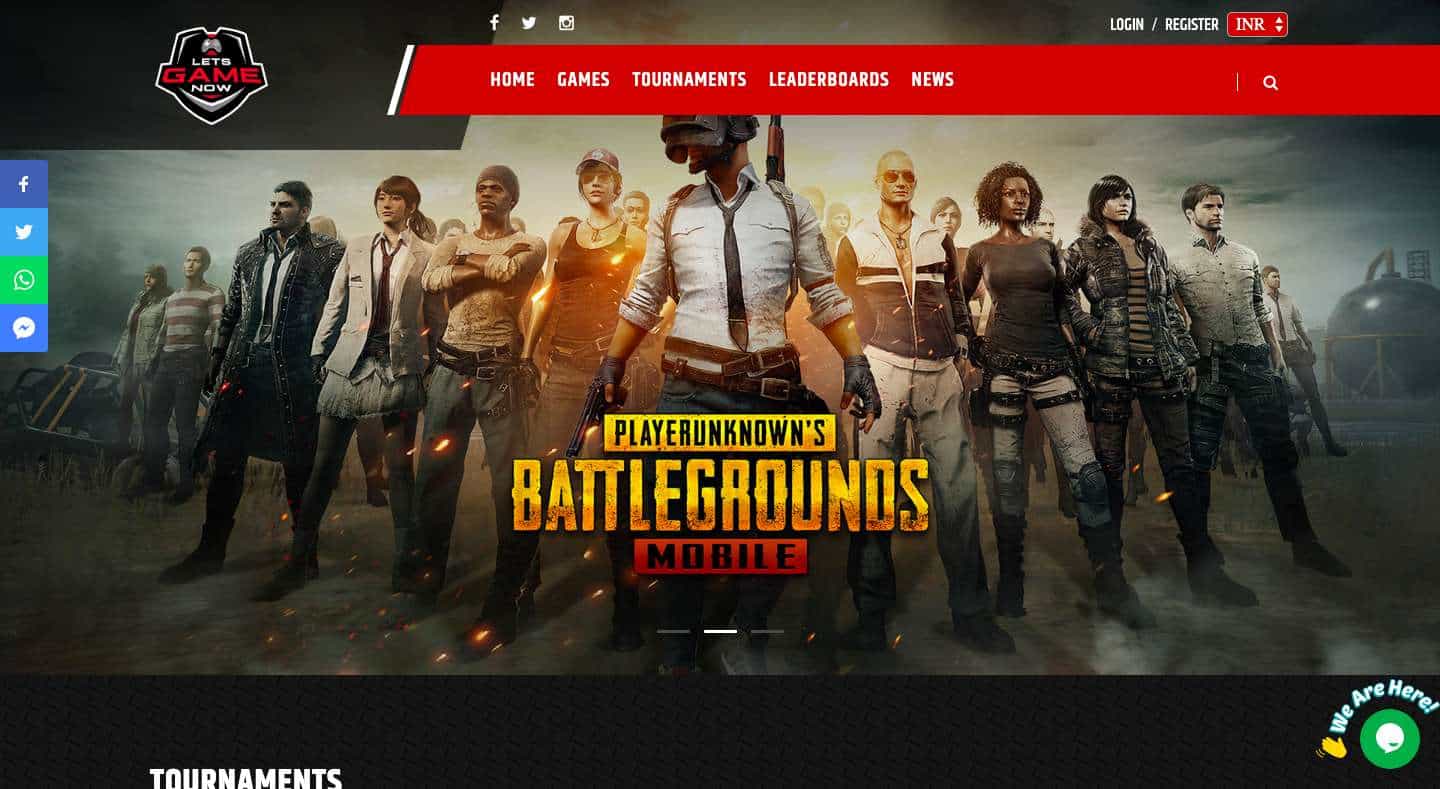 LOGIN / REGISTER INR
LETS
GAME
NOW
HOME GAMES TOURNAMENTS LEADERBOARDS NEWS
PLAYERUNKNOWN'S
BATTLEGROUNDS
MOBILE
We Are Here!
TOURNAMENTS